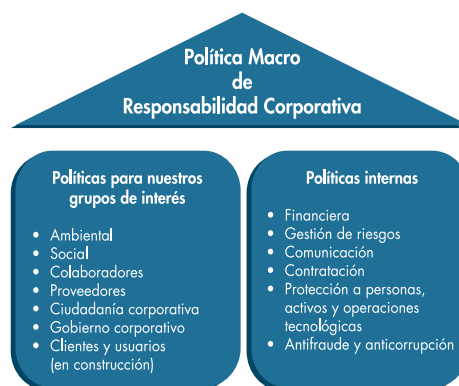 Política Macro
de
Responsabilidad Corporativa
Políticas para nuestros
grupos de interés
• Ambiental
• Social
• Colaboradores
• Proveedores
• Ciudadanía corporativa
• Gobierno corporativo
• Clientes y usuarios
(en construcción)
Políticas internas
• Financiera
• Gestión de riesgos
• Comunicación
• Contratación
• Protección a personas,
activos y operaciones
tecnológicas
• Antifraude y anticorrupción